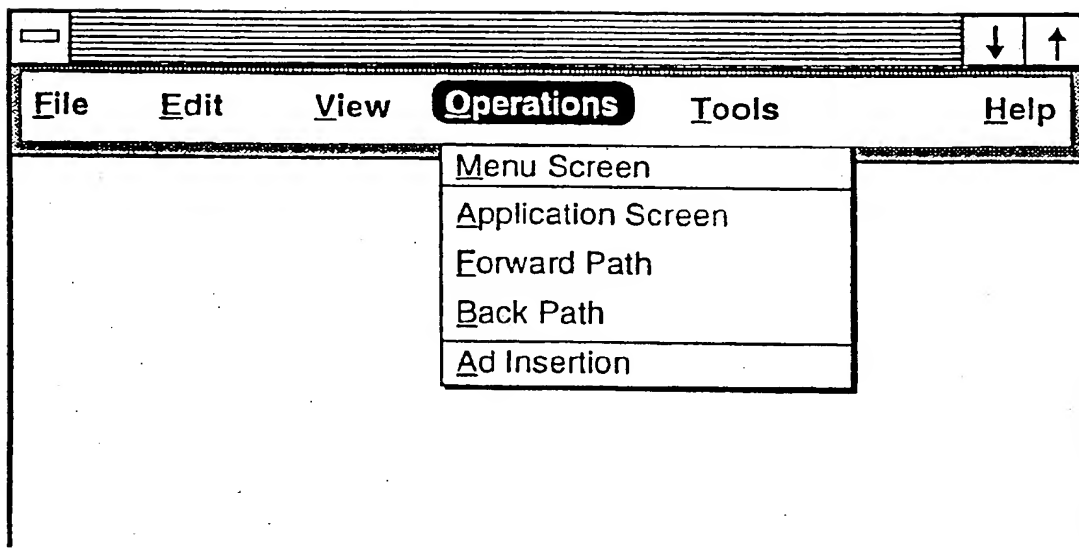 File Edit View Operations Tools Help
Menu Screen
Application Screen
Forward Path
Back Path
Ad Insertion